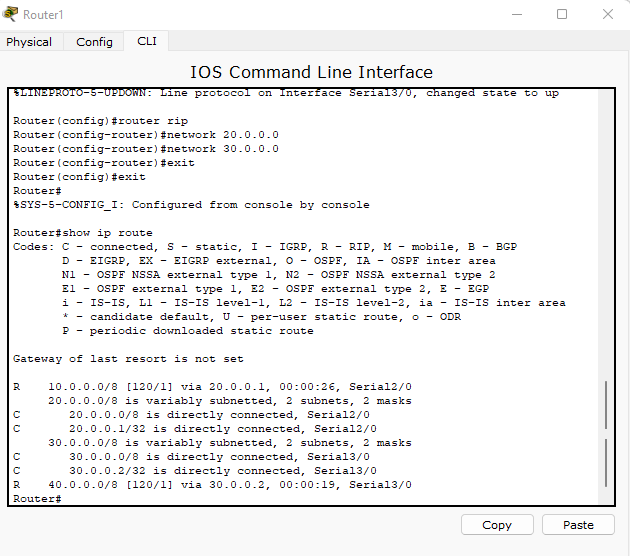 Router1
Physical Config CLI
IOS Command Line Interface
%LINEPROTO-5-UPDOWN: Line protocol on Interface Serial3/0, changed state to up
Router(config)#router rip
Router(config-router)#network 20.0.0.0
Router(config-router)#network 30.0.0.0
Router(config-router)#exit
Router(config)#exit
Router#
%SYS-5-CONFIG_I: Configured from console by console
Router#show ip route
Codes: C - connected, S - static, I - IGRP, R - RIP, M - mobile, B - BGP
D - EIGRP, EX - EIGRP external, O - OSPF, IA - OSPF inter area
N1 - OSPF NSSA external type 1, N2 - OSPF NSSA external type 2
E1 - OSPF external type 1, E2 - OSPF external type 2, E - EGP
i - IS-IS, L1 - IS-IS level-1, L2 - IS-IS level-2, ia - IS-IS inter area
* - candidate default, U - per-user static route, o - ODR
P - periodic downloaded static route
Gateway of last resort is not set
R    10.0.0.0/8 [120/1] via 20.0.0.1, 00:00:26, Serial2/0
20.0.0.0/8 is variably subnetted, 2 subnets, 2 masks
C       20.0.0.0/8 is directly connected, Serial2/0
C       20.0.0.1/32 is directly connected, Serial2/0
30.0.0.0/8 is variably subnetted, 2 subnets, 2 masks
C       30.0.0.0/8 is directly connected, Serial3/0
C       30.0.0.2/32 is directly connected, Serial3/0
R    40.0.0.0/8 [120/1] via 30.0.0.2, 00:00:19, Serial3/0
Router#
Copy Paste